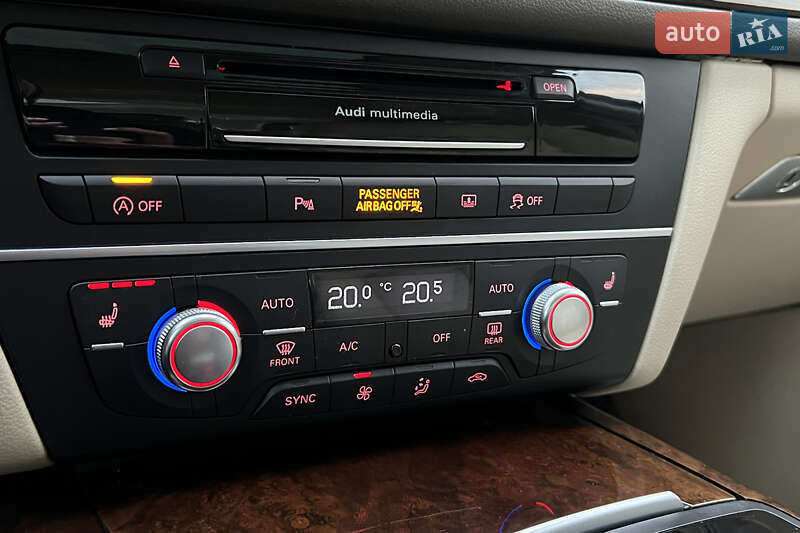 auto RIA
.com
OPEN
Audi multimedia
OFF
P
PASSENGER
AIRBAG OFF
OFF
AUTO
20.0 °C 20.5
AUTO
FRONT
A/C
OFF
REAR
SYNC